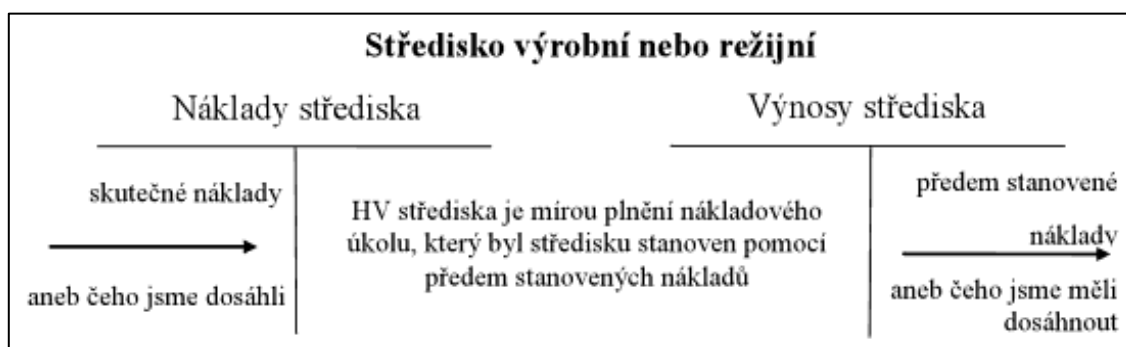 Středisko výrobní nebo režijní
Náklady střediska
Výnosy střediska
skutečné náklady
aneb čeho jsme dosáhli
HV střediska je mírou plnění nákladového
úkolu, který byl středisku stanoven pomocí
předem stanovených nákladů
předem stanovené
náklady
aneb čeho jsme měli
dosáhnout